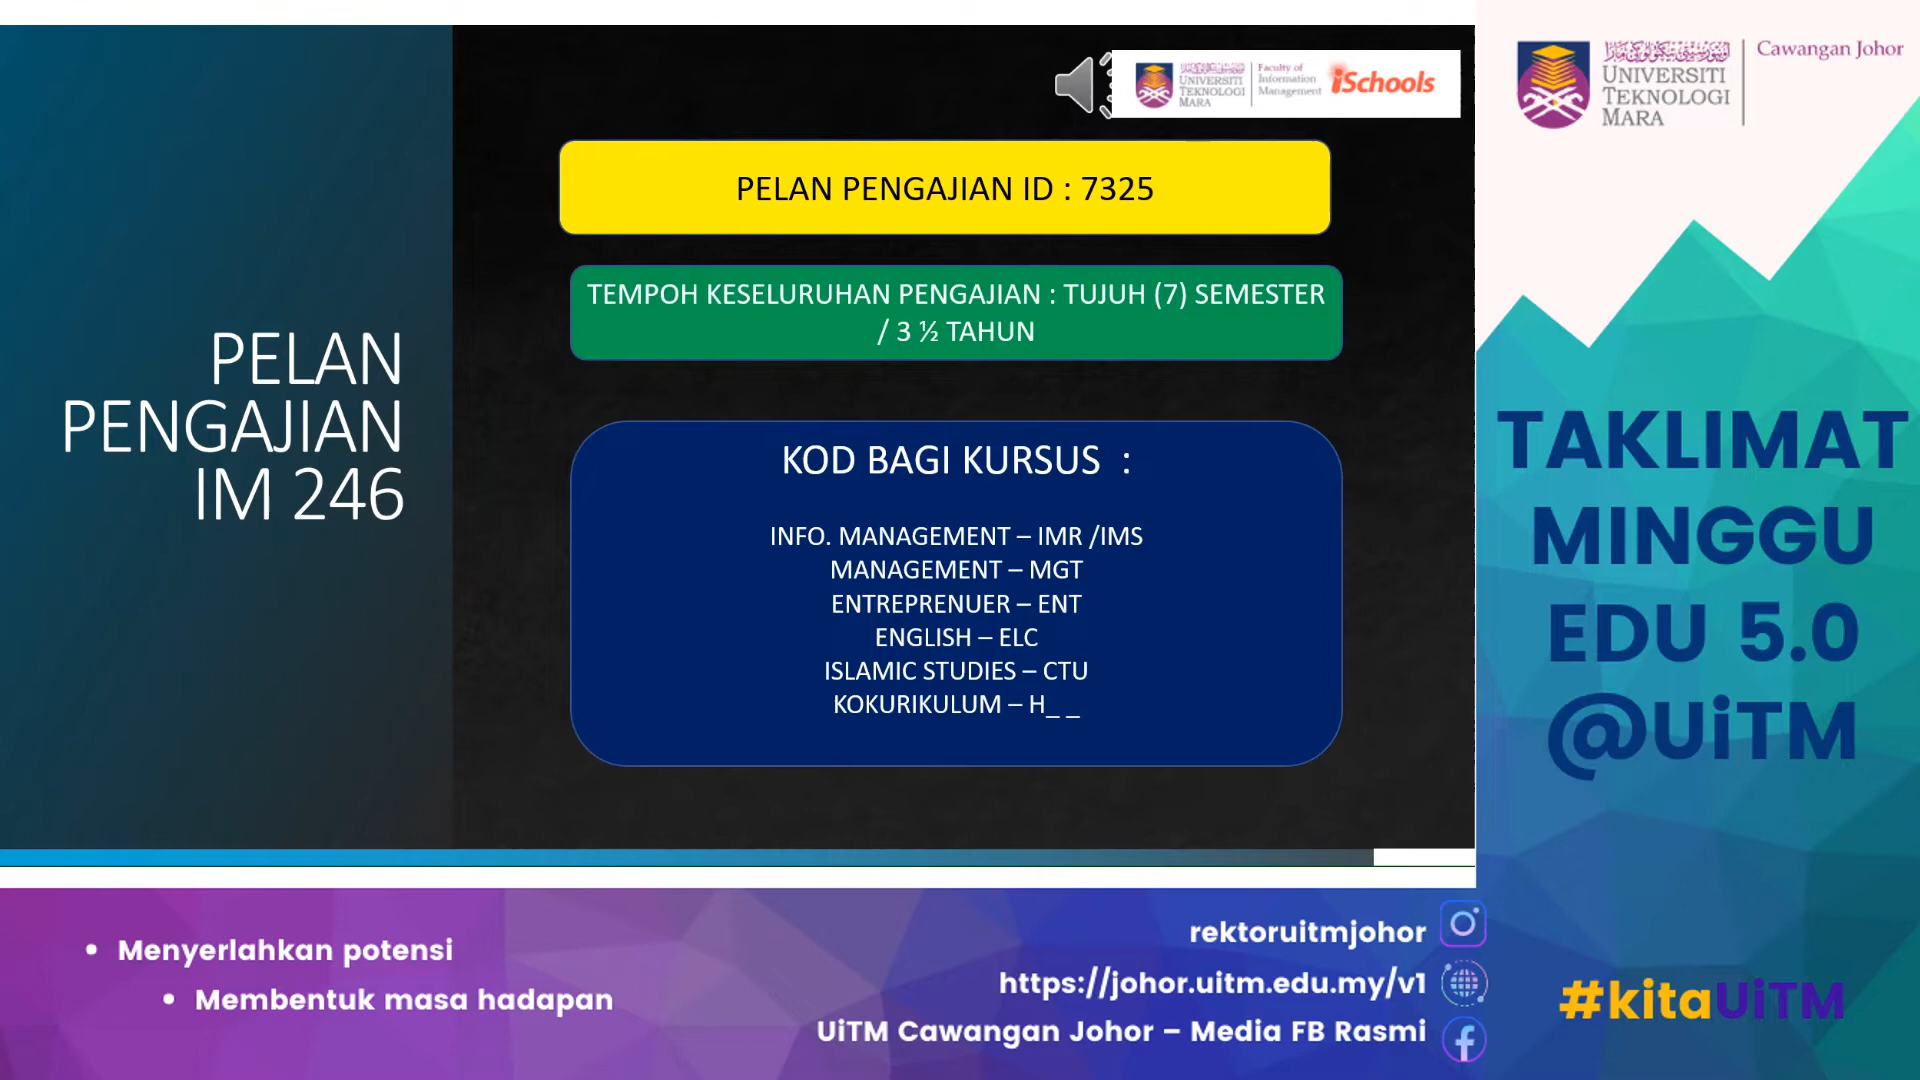 UNIVERSITI
TEKNOLOGI
MARA
Faculty of
Information
Management
iSchools
UNIVERSITI
TEKNOLOGI
MARA
Cawangan Johor
PELAN
PENGAJIAN
IM 246
PELAN PENGAJIAN ID : 7325
TEMPOH KESELURUHAN PENGAJIAN : TUJUH (7) SEMESTER
/ 3 ½ TAHUN
KOD BAGI KURSUS :
INFO. MANAGEMENT – IMR /IMS
MANAGEMENT – MGT
ENTREPRENUER – ENT
ENGLISH – ELC
ISLAMIC STUDIES – CTU
KOKURIKULUM – H_ _
TAKLIMAT
MINGGU
EDU 5.0
@UiTM
• Menyerlahkan potensi
• Membentuk masa hadapan
rektoruitmjohor
https://johor.uitm.edu.my/v1
UiTM Cawangan Johor – Media FB Rasmi
#kitaUiTM